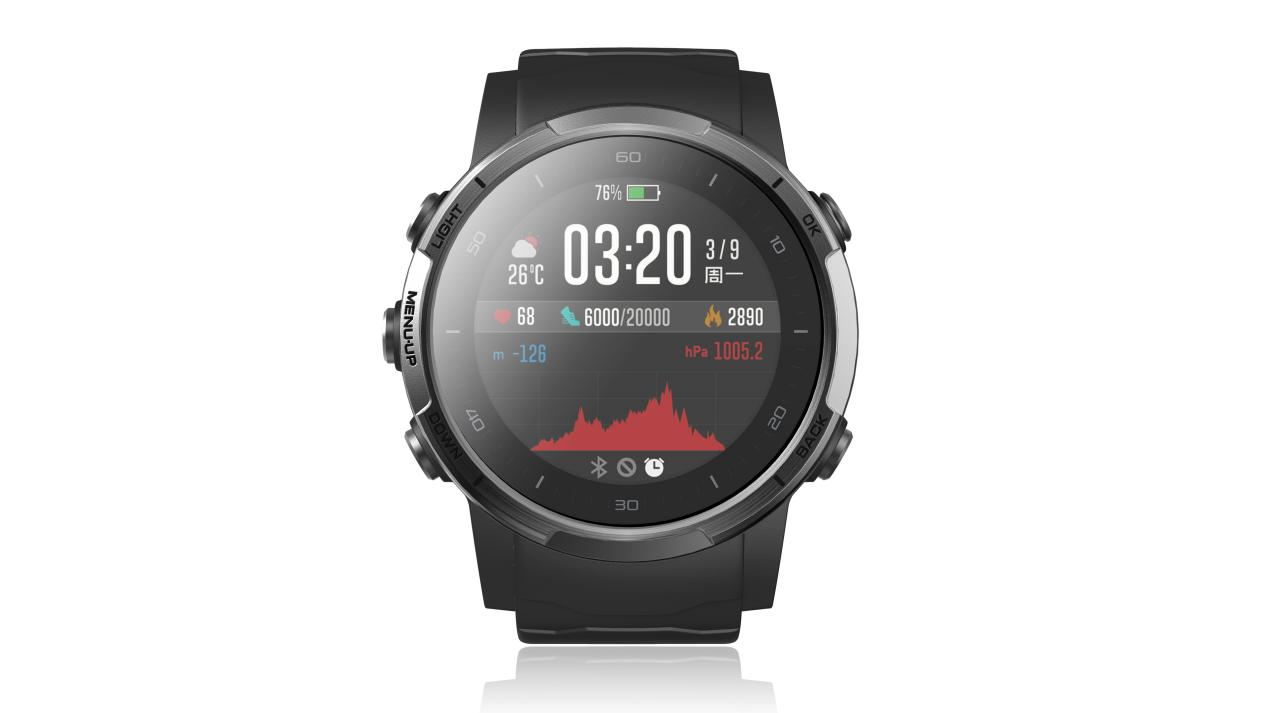 60
76%
LIGHT
OK
50
10
26°C
03:20
3/9
周一
MENU-UP
68
6000/20000
2890
m -126
hPa 1005.2
40
20
DOWN
BACK
30